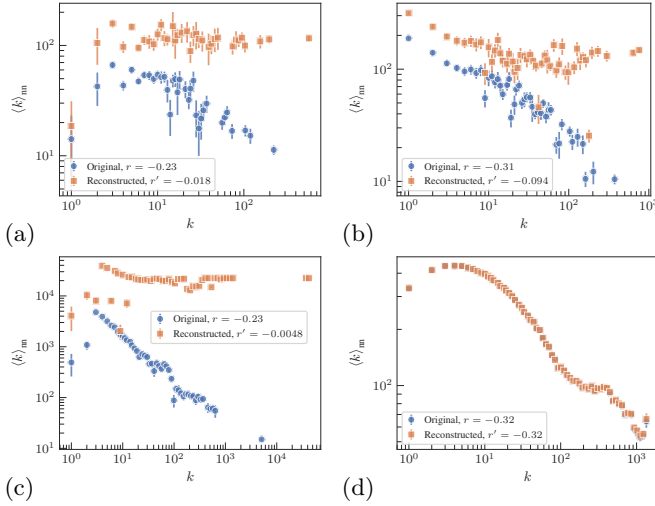 10²
10¹
⟨k⟩ₙₙ
Original, r = −0.23
Reconstructed, r′ = −0.018
10⁰ 10¹ 10²
k
(a)
10²
10¹
⟨k⟩ₙₙ
Original, r = −0.31
Reconstructed, r′ = −0.094
10⁰ 10¹ 10² 10³
k
(b)
10⁴
10³
10²
10¹
⟨k⟩ₙₙ
Original, r = −0.23
Reconstructed, r′ = −0.0048
10⁰ 10¹ 10² 10³ 10⁴
k
(c)
10²
⟨k⟩ₙₙ
Original, r = −0.32
Reconstructed, r′ = −0.32
10⁰ 10¹ 10² 10³
k
(d)